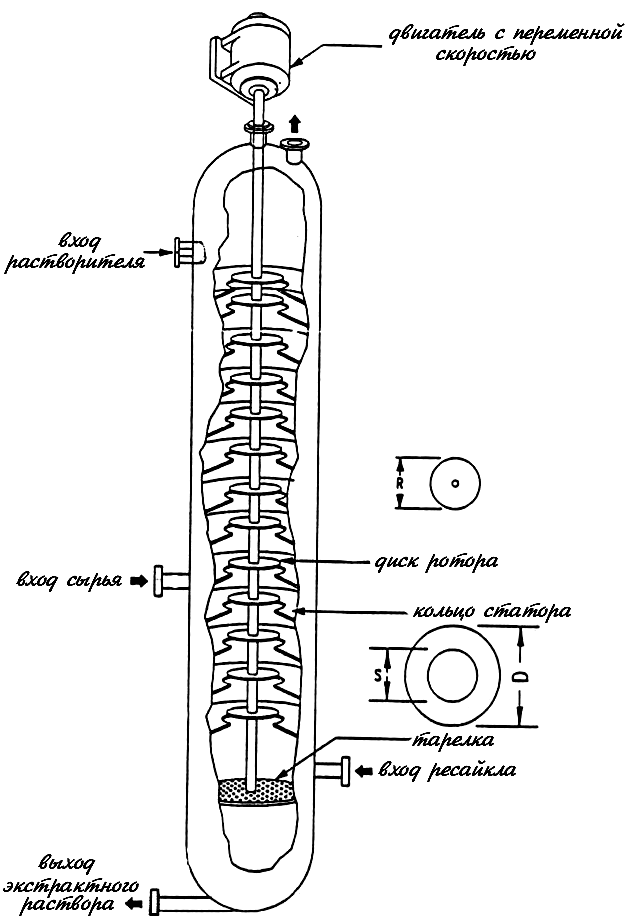 двигатель с переменной
скоростью
вход
растворителя
R
диск ротора
вход сырья
кольцо статора
S
D
тарелка
вход ресайкла
выход
экстрактного
раствора